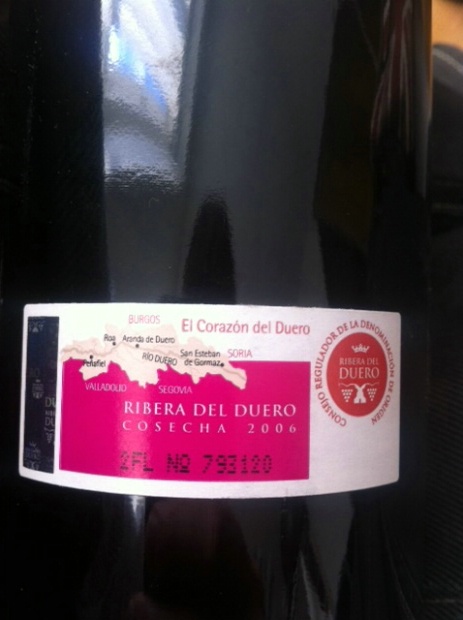 BURGOS
El Corazón del Duero
Roa
Aranda de Duero
RÍO DUERO
San Esteban
de Gormaz
SORIA
Peñafiel
VALLADOLID
SEGOVIA
RIBERA DEL DUERO
COSECHA 2006
2FL Nº 793120
CONSEJO REGULADOR DE LA DENOMINACIÓN DE ORIGEN
RIBERA DEL
DUERO